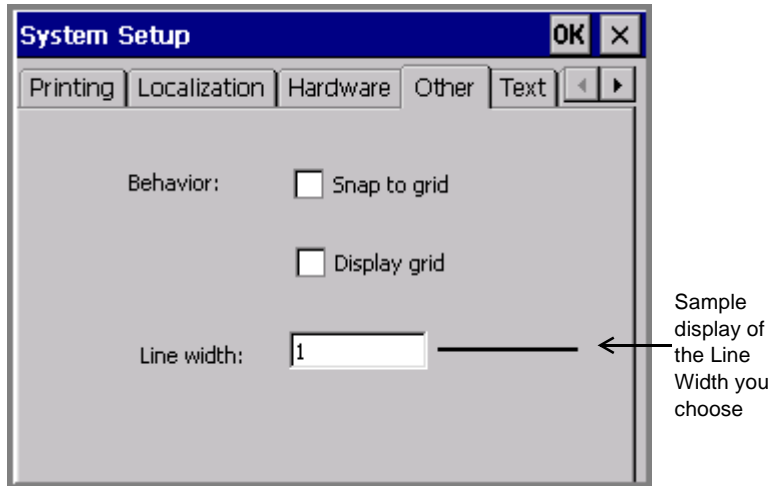 System Setup OK
Printing Localization Hardware Other Text
Behavior: Snap to grid
Display grid
Line width: 1
Sample
display of
the Line
Width you
choose